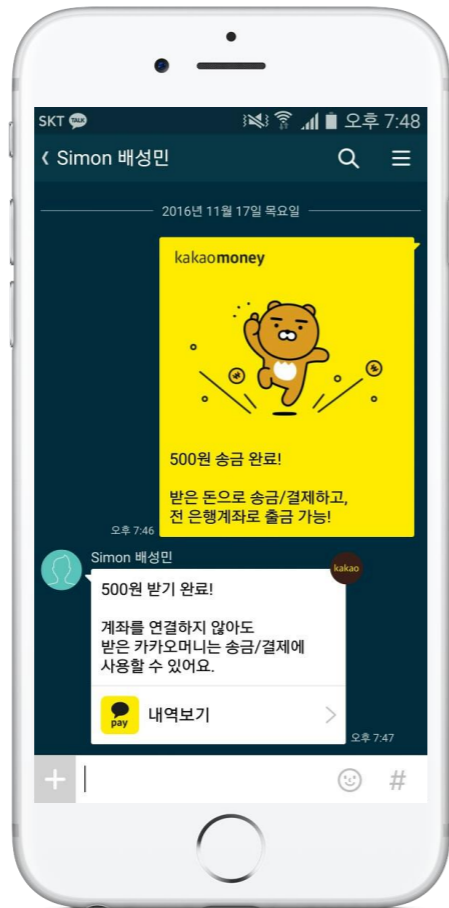 SKT TALK 오후 7:48
< Simon 배성민
2016년 11월 17일 목요일
kakaomoney
500원 송금 완료!
받은 돈으로 송금/결제하고,
전 은행계좌로 출금 가능!
오후 7:46
Simon 배성민
kakao
500원 받기 완료!
계좌를 연결하지 않아도
받은 카카오머니는 송금/결제에
사용할 수 있어요.
pay 내역보기
오후 7:47
+ #